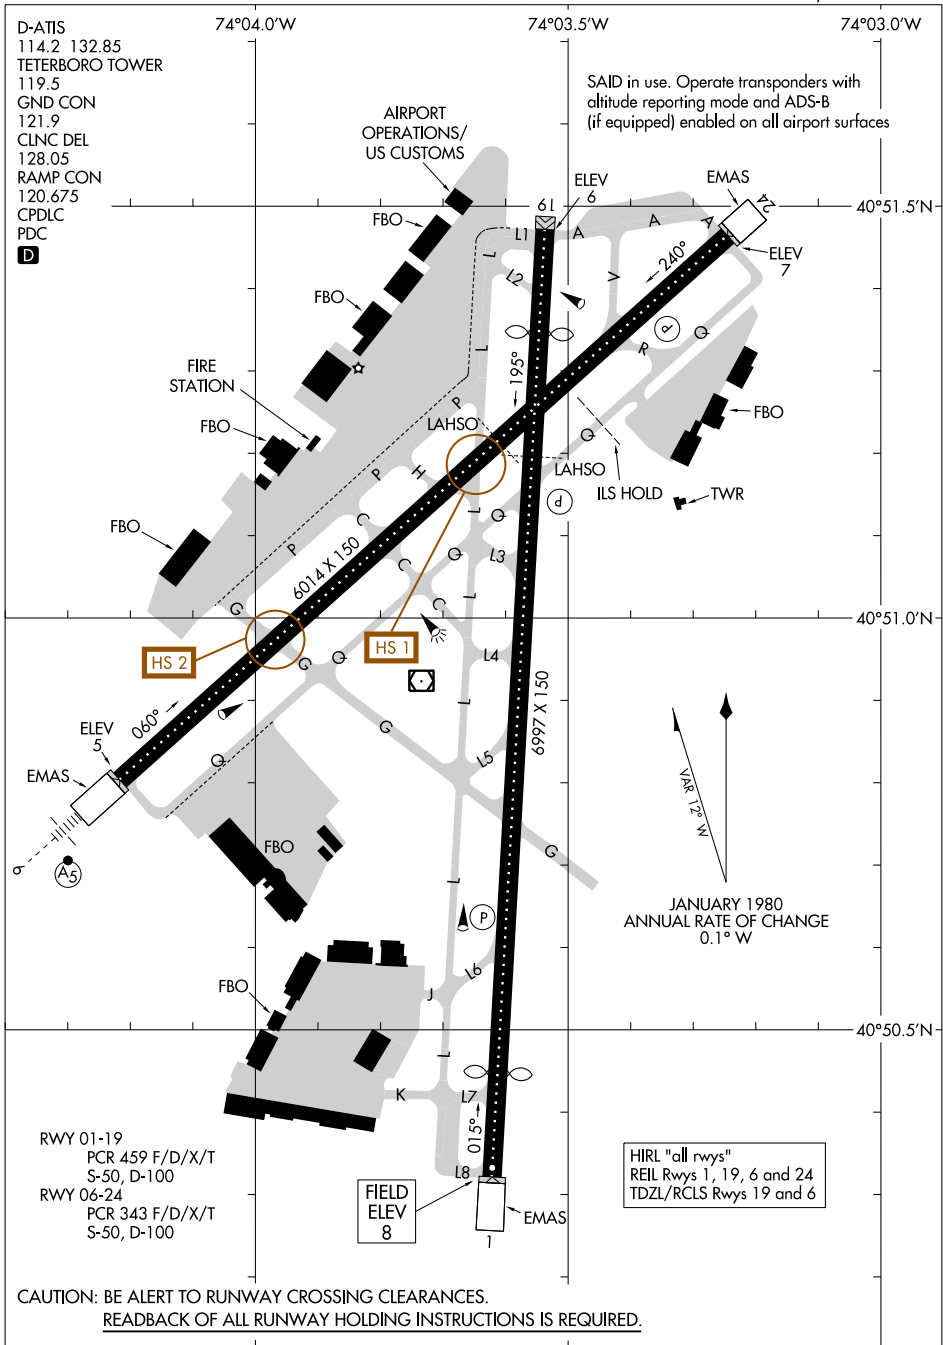 74°04.0'W
74°03.5'W
74°03.0'W
D-ATIS
114.2 132.85
TETERBORO TOWER
119.5
GND CON
121.9
CLNC DEL
128.05
RAMP CON
120.675
CPDLC
PDC
D
SAID in use. Operate transponders with
altitude reporting mode and ADS-B
(if equipped) enabled on all airport surfaces
AIRPORT
OPERATIONS/
US CUSTOMS
ELEV
6
EMAS
24
19
40°51.5'N
FBO
L1
A
A
A
ELEV
7
L
L2
V
240°
FBO
P
Q
R
L
195°
FIRE
STATION
P
FBO
FBO
LAHSO
Q
LAHSO
ILS HOLD
TWR
P
H
P
C
L
Q
FBO
P
6014 X 150
C
Q
L3
C
L
G
40°51.0'N
HS 2
HS 1
G
Q
L4
L
6997 X 150
060°
G
ELEV
5
Q
L5
EMAS
VAR 12° W
6
A5
FBO
G
L
P
JANUARY 1980
ANNUAL RATE OF CHANGE
0.1° W
L6
FBO
J
40°50.5'N
L
K
L7
015°
RWY 01-19
PCR 459 F/D/X/T
S-50, D-100
RWY 06-24
PCR 343 F/D/X/T
S-50, D-100
L8
FIELD
ELEV
8
EMAS
1
HIRL "all rwys"
REIL Rwys 1, 19, 6 and 24
TDZL/RCLS Rwys 19 and 6
CAUTION: BE ALERT TO RUNWAY CROSSING CLEARANCES.
READBACK OF ALL RUNWAY HOLDING INSTRUCTIONS IS REQUIRED.